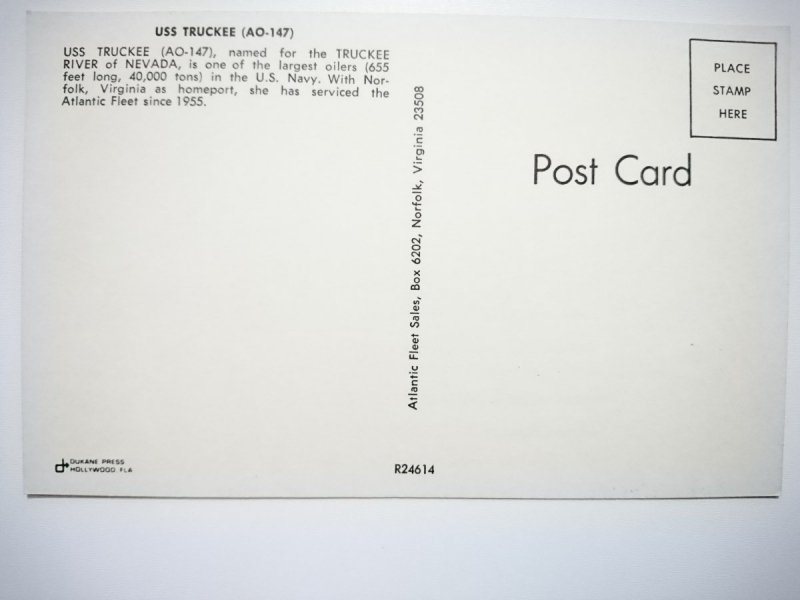 USS TRUCKEE (AO-147)
USS TRUCKEE (AO-147), named for the TRUCKEE
RIVER of NEVADA, is one of the largest oilers (655
feet long, 40,000 tons) in the U.S. Navy. With Nor-
folk, Virginia as homeport, she has serviced the
Atlantic Fleet since 1955.
Atlantic Fleet Sales, Box 6202, Norfolk, Virginia 23508
PLACE
STAMP
HERE
Post Card
DUKANE PRESS
HOLLYWOOD FLA
R24614